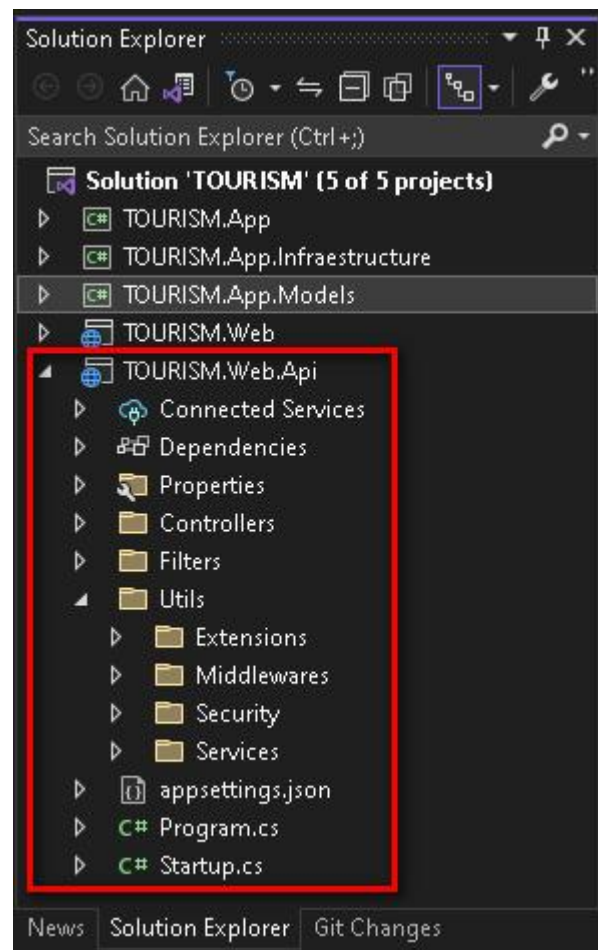 Solution Explorer
Search Solution Explorer (Ctrl+;)
Solution 'TOURISM' (5 of 5 projects)
C# TOURISM.App
C# TOURISM.App.Infraestructure
C# TOURISM.App.Models
TOURISM.Web
TOURISM.Web.Api
Connected Services
Dependencies
Properties
Controllers
Filters
Utils
Extensions
Middlewares
Security
Services
appsettings.json
C# Program.cs
C# Startup.cs
News Solution Explorer Git Changes